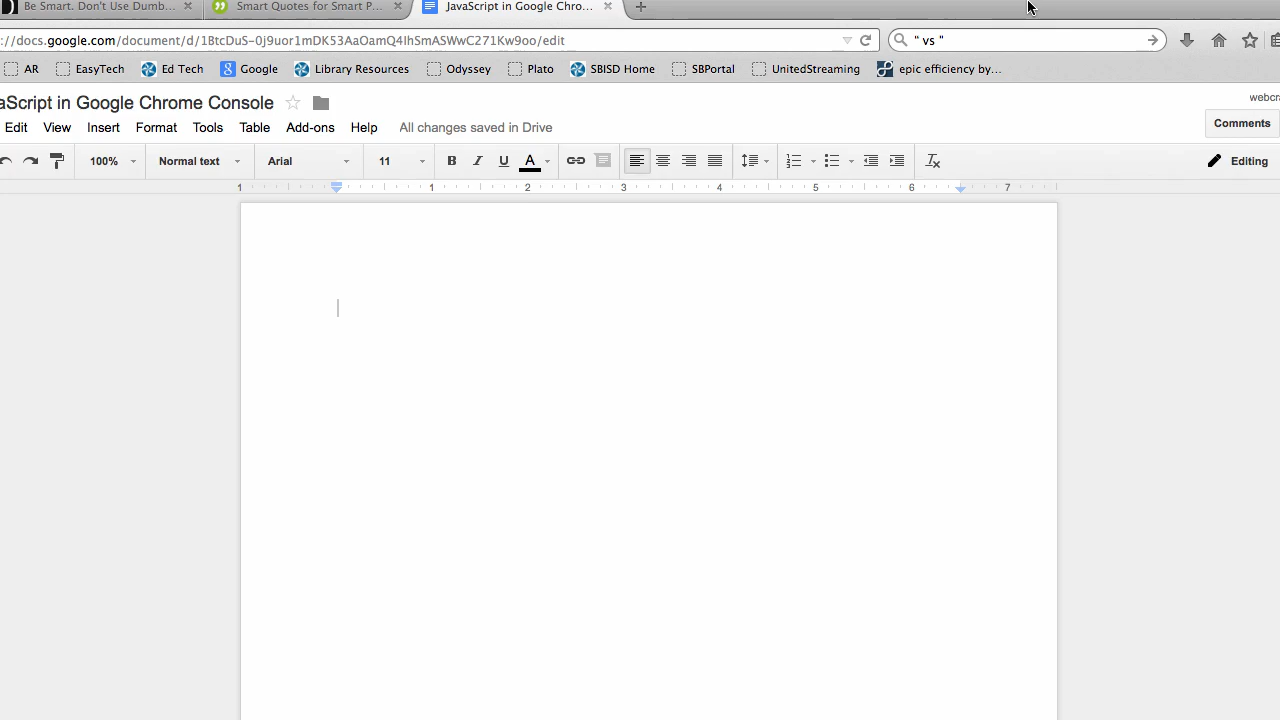 Be Smart. Don't Use Dumb... Smart Quotes for Smart P... JavaScript in Google Chro...
://docs.google.com/document/d/1BtcDuS-0j9uor1mDK53AaOamQ4IhSmASWwC271Kw9oo/edit " vs "
AR EasyTech Ed Tech Google Library Resources Odyssey Plato SBISD Home SBPortal UnitedStreaming epic efficiency by...
aScript in Google Chrome Console webcra
Edit View Insert Format Tools Table Add-ons Help All changes saved in Drive Comments
100% Normal text Arial 11 B I U A Editing
1 1 2 3 4 5 6 7